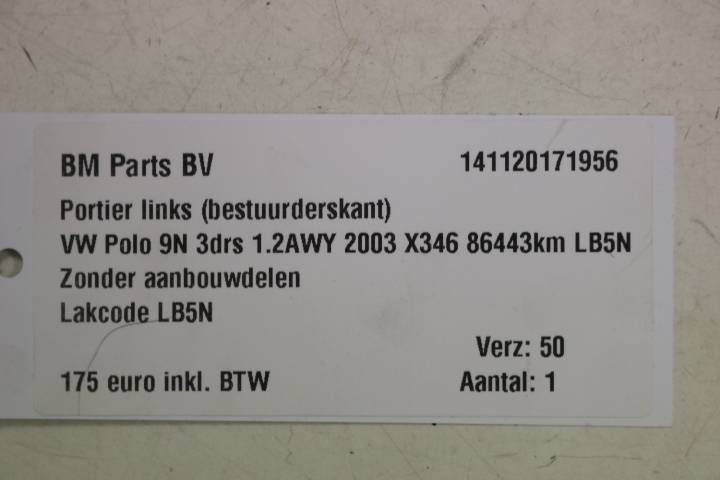 BM Parts BV 141120171956
Portier links (bestuurderskant)
VW Polo 9N 3drs 1.2AWY 2003 X346 86443km LB5N
Zonder aanbouwdelen
Lakcode LB5N
Verz: 50
175 euro inkl. BTW Aantal: 1